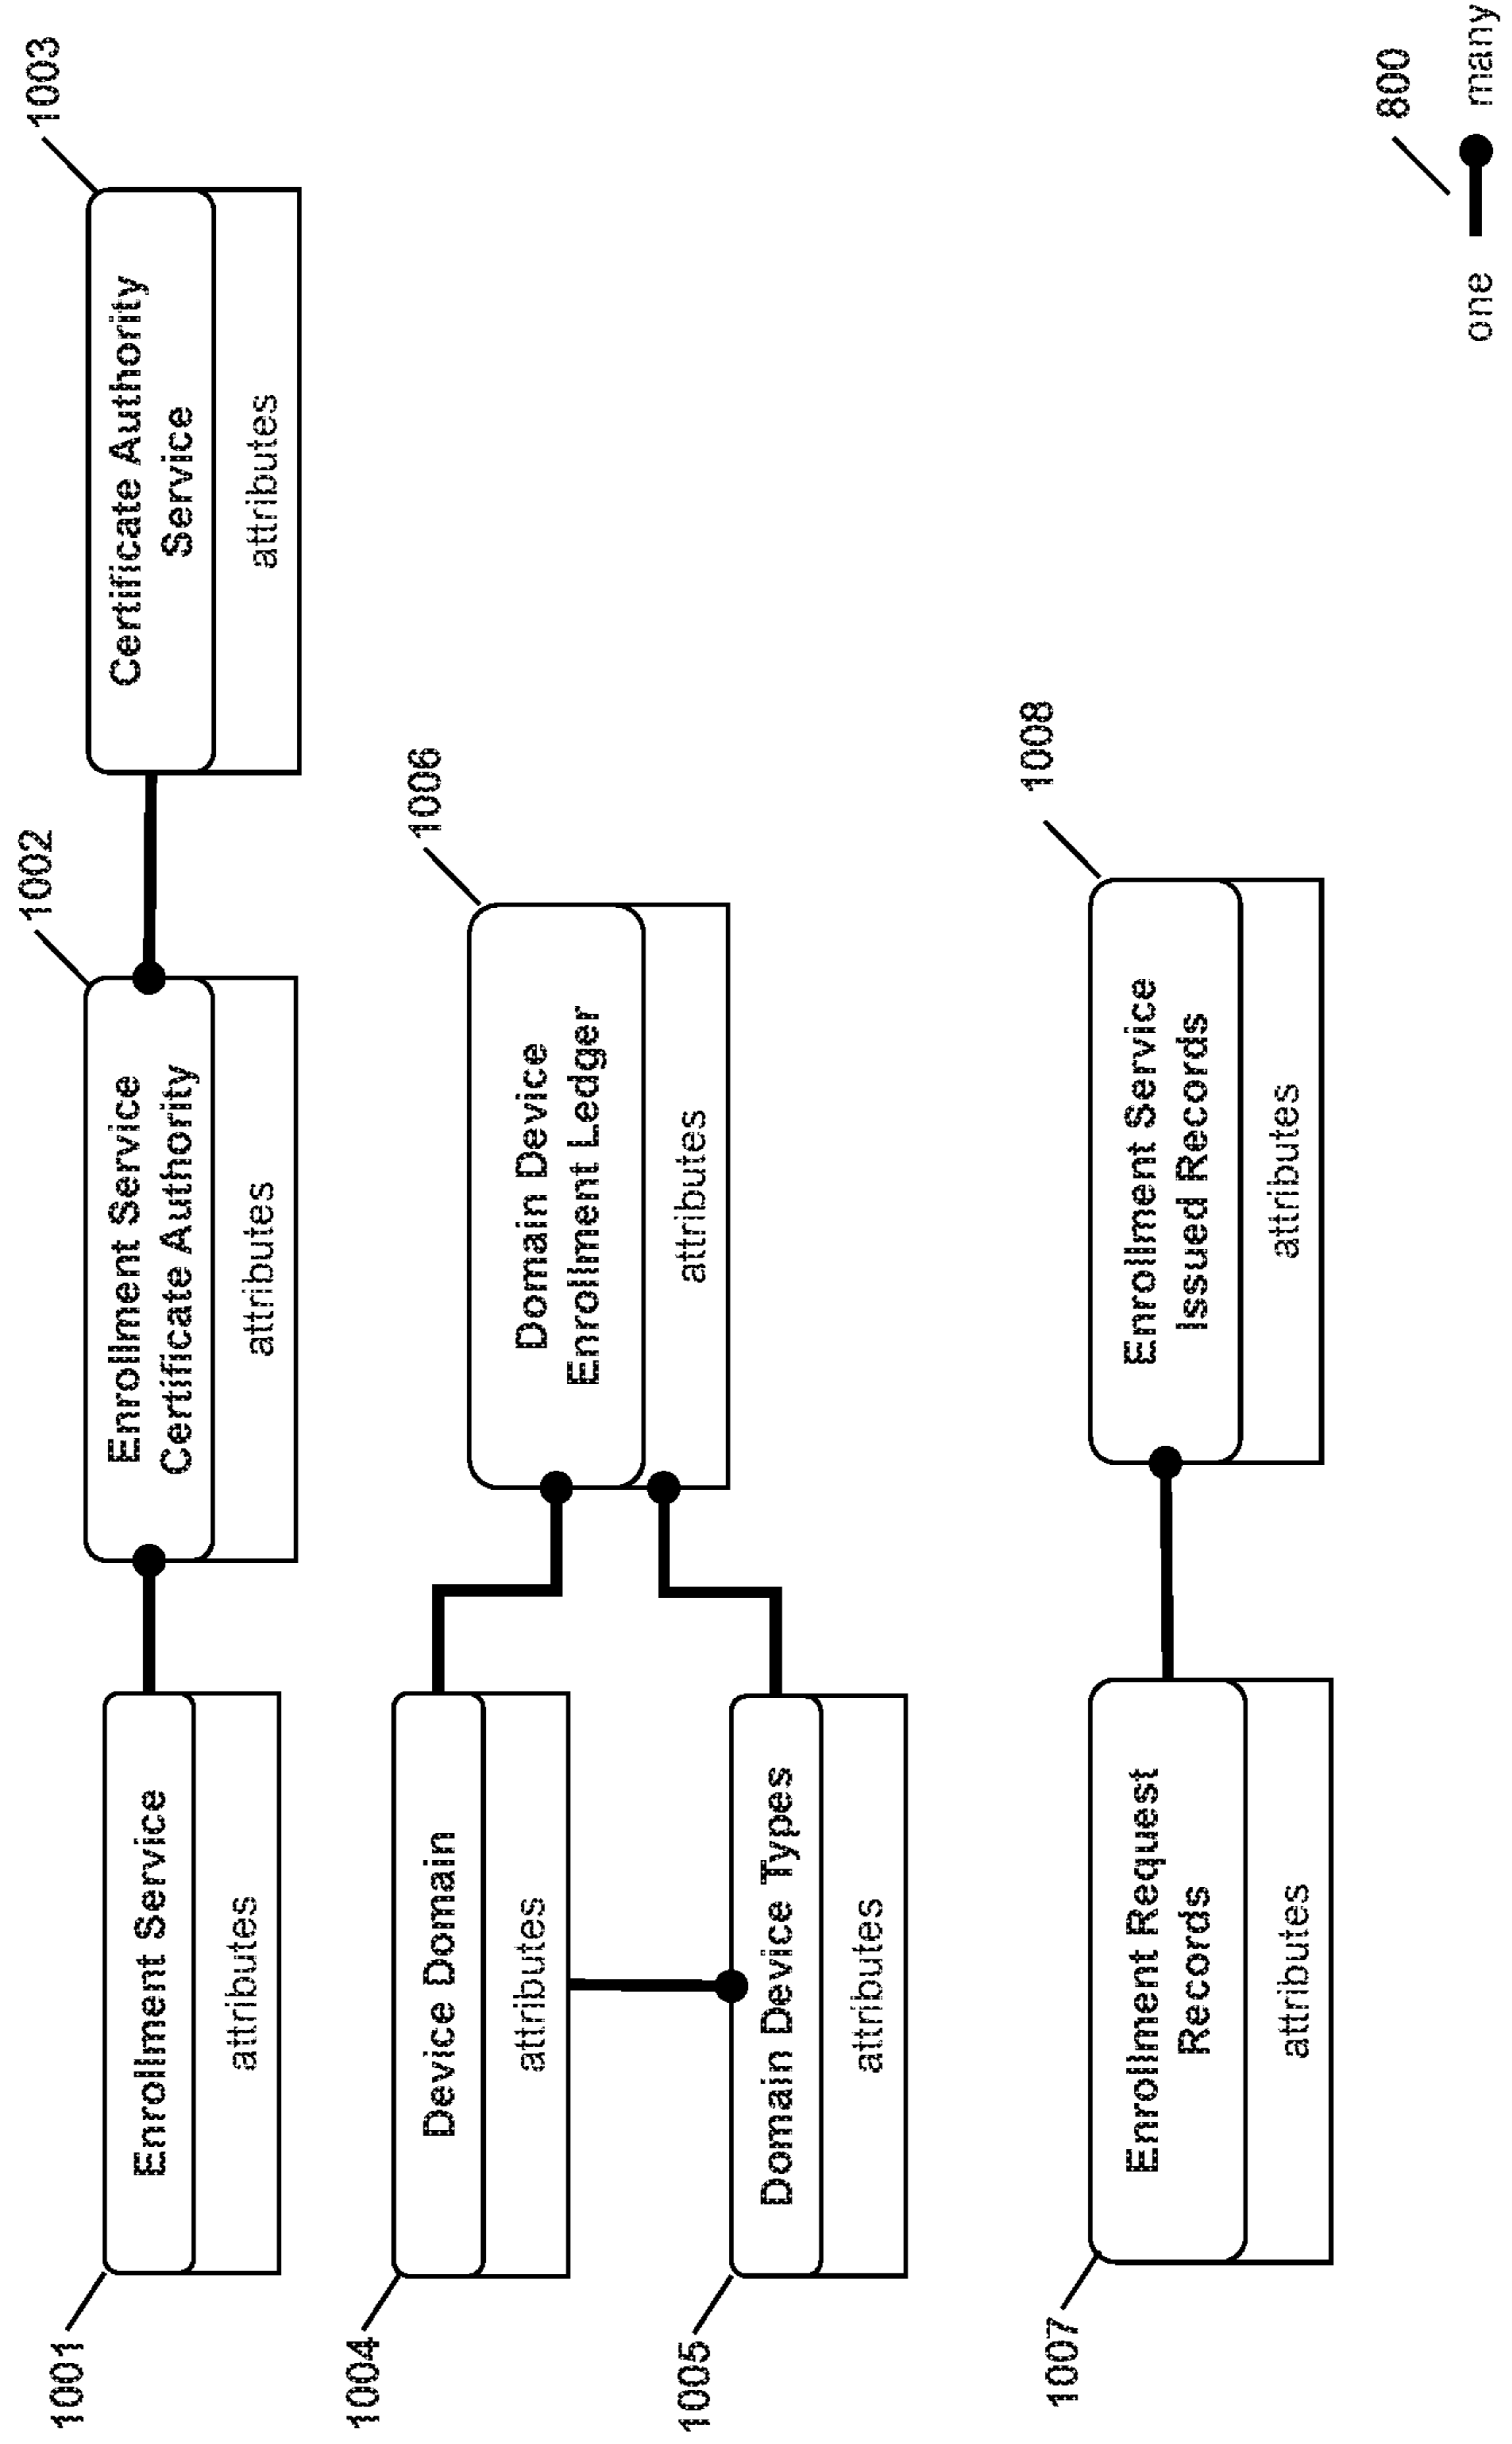 1001
Enrollment Service
attributes
1002
Enrollment Service
Certificate Authority
attributes
1003
Certificate Authority
Service
attributes
1004
Device Domain
attributes
1005
Domain Device Types
attributes
1006
Domain Device
Enrollment Ledger
attributes
1007
Enrollment Request
Records
attributes
1008
Enrollment Service
Issued Records
attributes
800
one
many